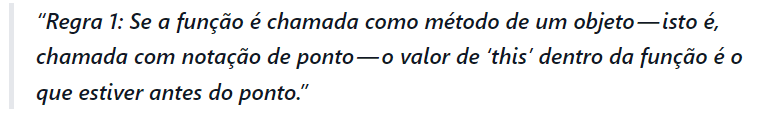 “Regra 1: Se a função é chamada como método de um objeto — isto é,
chamada com notação de ponto — o valor de ‘this’ dentro da função é o
que estiver antes do ponto.”